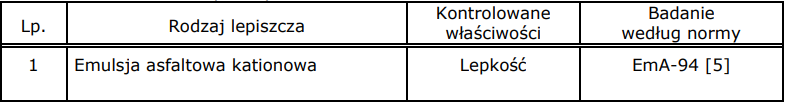 Lp. Rodzaj lepiszcza Kontrolowane właściwości Badanie według normy
1 Emulsja asfaltowa kationowa Lepkość EmA-94 [5]